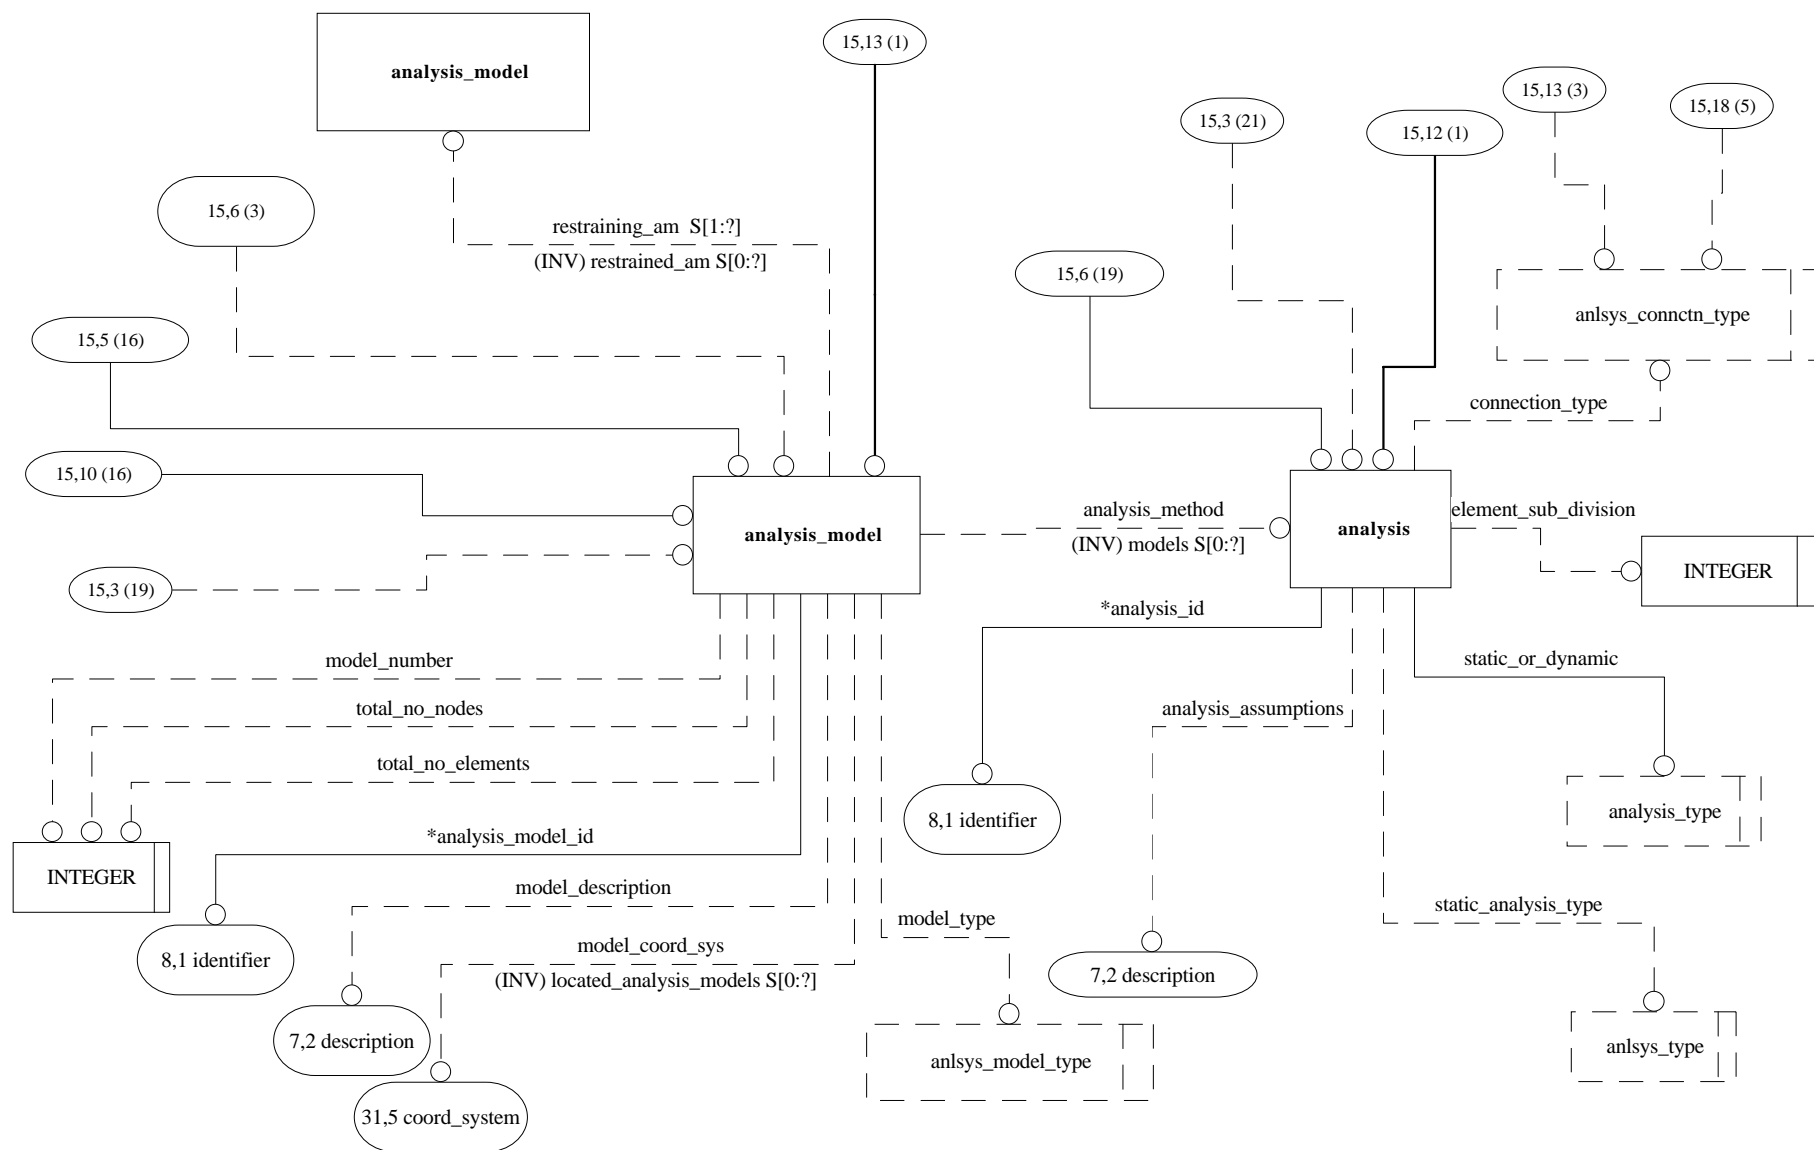 analysis_model
15,13 (1)
15,13 (3)
15,18 (5)
15,3 (21)
15,12 (1)
15,6 (3)
restraining_am S[1:?]
(INV) restrained_am S[0:?]
15,6 (19)
anlsys_connctn_type
15,5 (16)
connection_type
15,10 (16)
analysis_model
analysis_method
(INV) models S[0:?]
analysis
element_sub_division
INTEGER
15,3 (19)
*analysis_id
model_number
static_or_dynamic
total_no_nodes
analysis_assumptions
total_no_elements
analysis_type
8,1 identifier
*analysis_model_id
INTEGER
model_description
static_analysis_type
model_type
model_coord_sys
(INV) located_analysis_models S[0:?]
8,1 identifier
7,2 description
7,2 description
anlsys_model_type
anlsys_type
31,5 coord_system